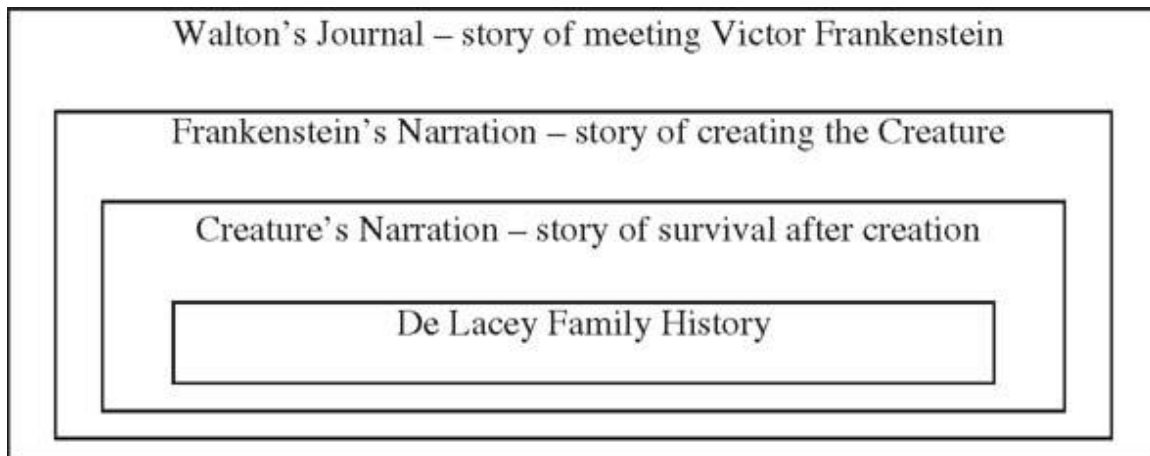 Walton’s Journal – story of meeting Victor Frankenstein
Frankenstein’s Narration – story of creating the Creature
Creature’s Narration – story of survival after creation
De Lacey Family History